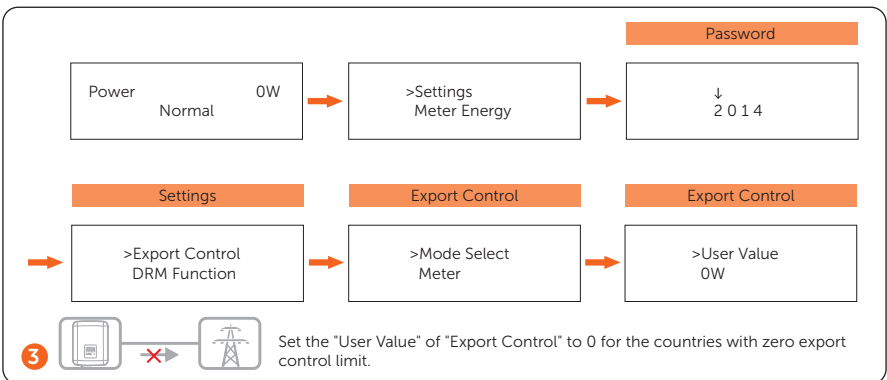 Password
Power 0W
Normal
>Settings
Meter Energy
↓
2 0 1 4
Settings
Export Control
Export Control
>Export Control
DRM Function
>Mode Select
Meter
>User Value
0W
3
Set the "User Value" of "Export Control" to 0 for the countries with zero export
control limit.